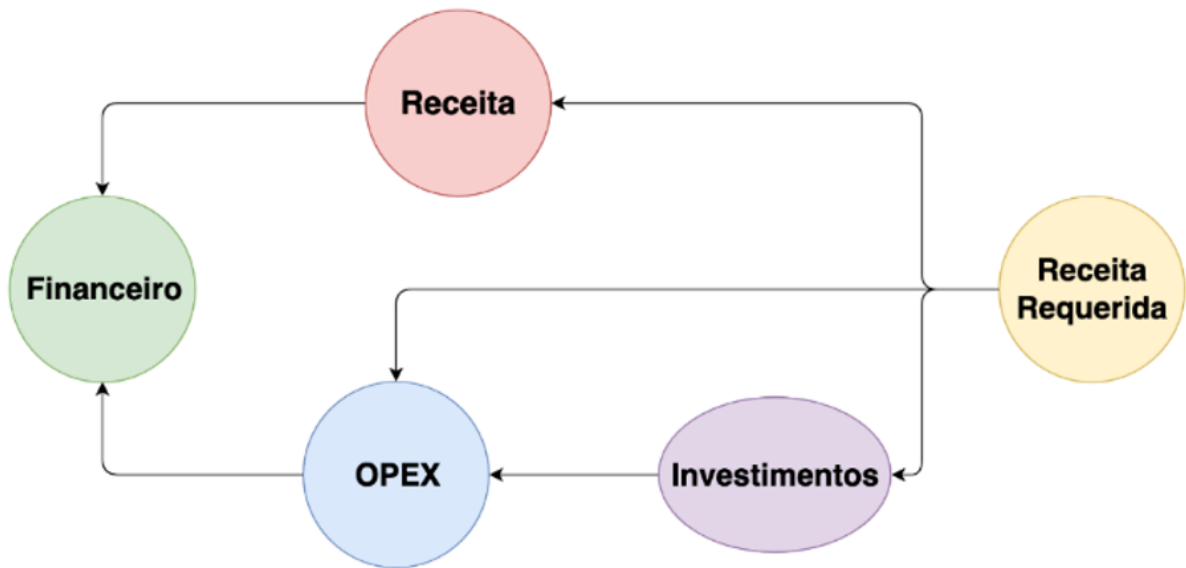 Receita
Financeiro
Receita
Requerida
OPEX
Investimentos